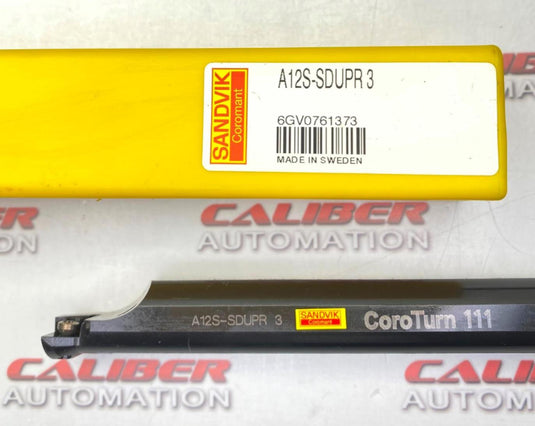 SANDVIK
Coromant
A12S-SDUPR 3
6GV0761373
MADE IN SWEDEN
CALIBER
AUTOMATION
CALIBER
AUTOMATION
A12S-SDUPR 3
SANDVIK
Coromant
CoroTurn 111
CALIBER
AUTOMATION
CALIBER
AUTOMATION